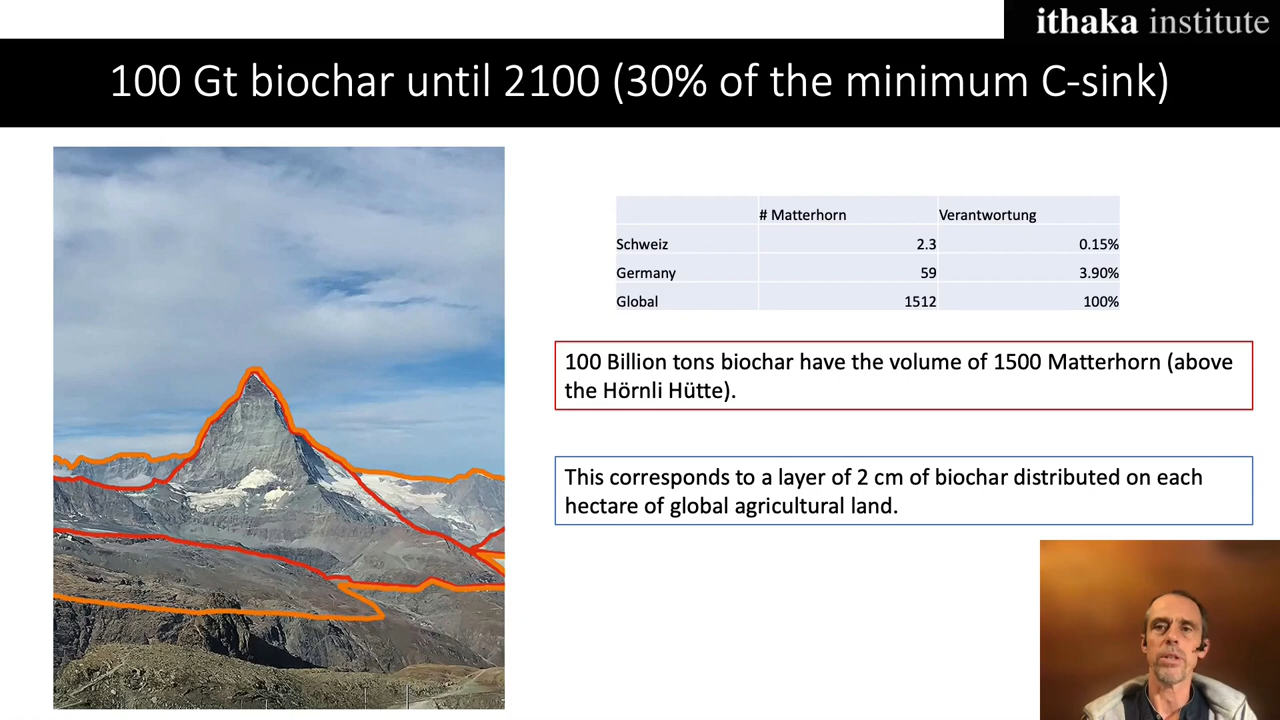 ithaka institute
100 Gt biochar until 2100 (30% of the minimum C-sink)
# Matterhorn Verantwortung
Schweiz 2.3 0.15%
Germany 59 3.90%
Global 1512 100%
100 Billion tons biochar have the volume of 1500 Matterhorn (above
the Hörnli Hütte).
This corresponds to a layer of 2 cm of biochar distributed on each
hectare of global agricultural land.